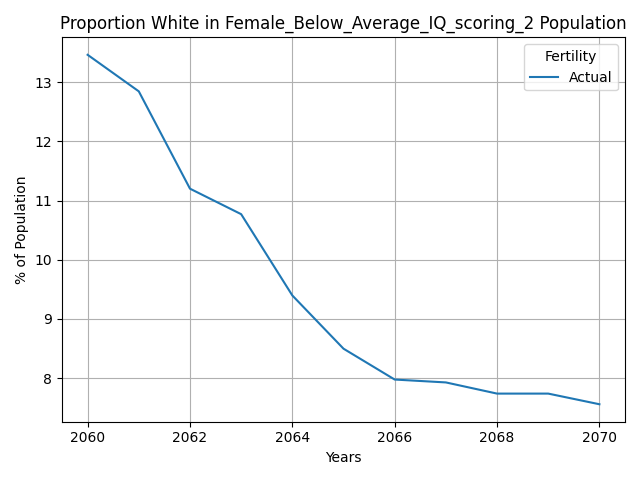 Proportion White in Female_Below_Average_IQ_scoring_2 Population
Fertility
Actual
% of Population
13
12
11
10
9
8
2060
2062
2064
2066
2068
2070
Years